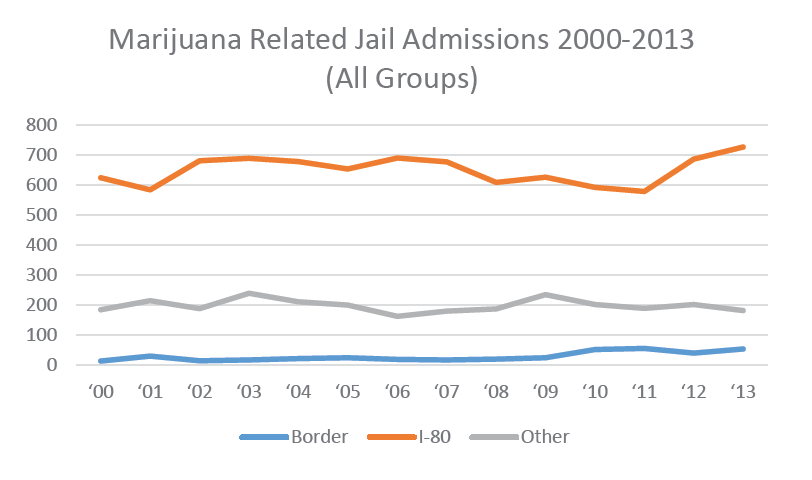 Marijuana Related Jail Admissions 2000-2013
(All Groups)
800
700
600
500
400
300
200
100
0
‘00 ‘01 ‘02 ‘03 ‘04 ‘05 ‘06 ‘07 ‘08 ‘09 ‘10 ‘11 ‘12 ‘13
Border I-80 Other